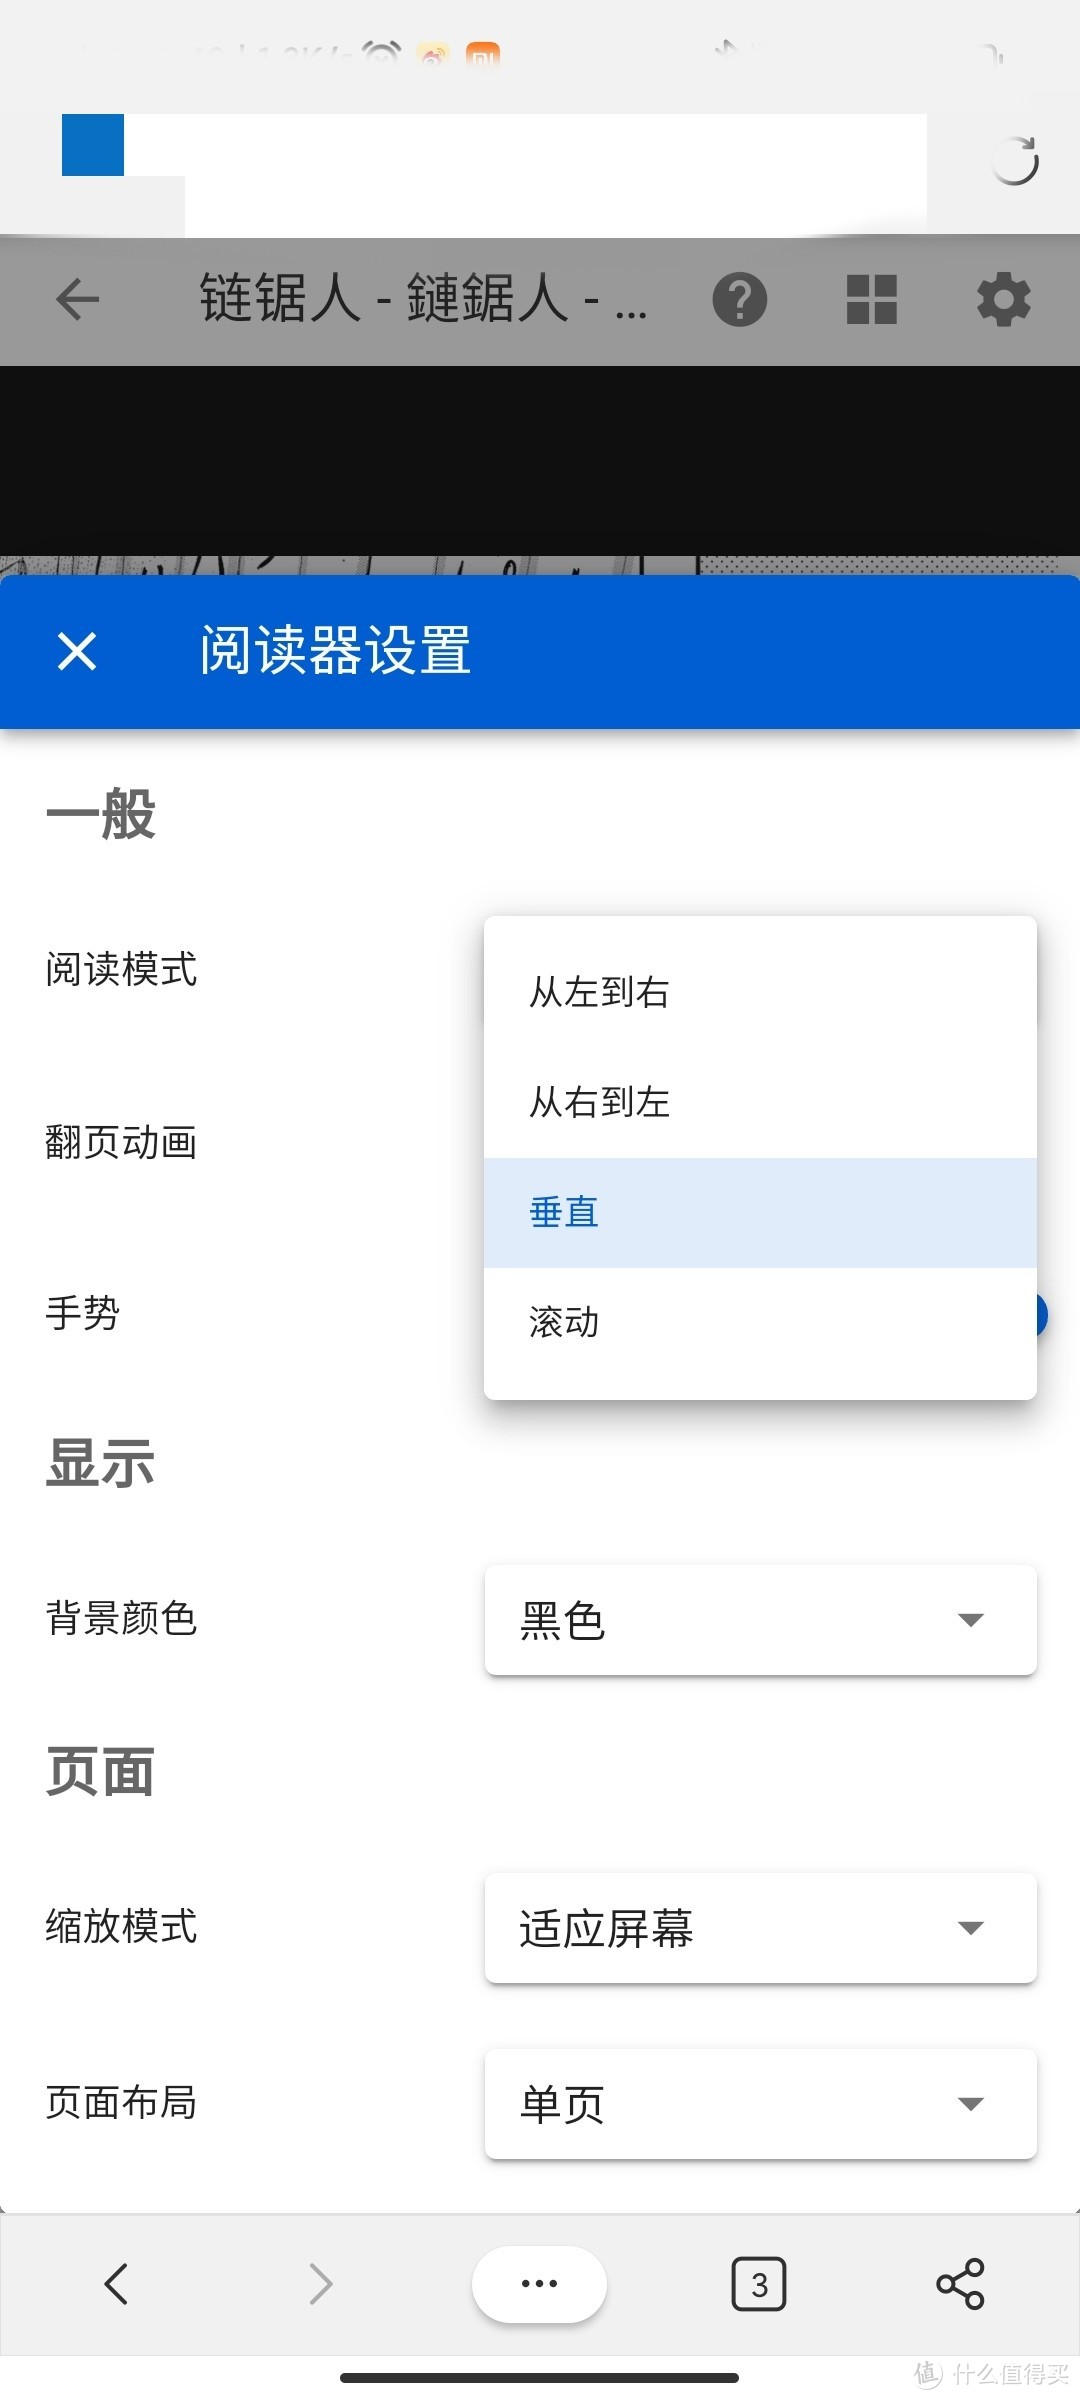 链锯人 - 鏈鋸人 - ...
阅读器设置
一般
阅读模式
从左到右
从右到左
翻页动画
垂直
手势
滚动
显示
背景颜色
黑色
页面
缩放模式
适应屏幕
页面布局
单页
3
值 什么值得买